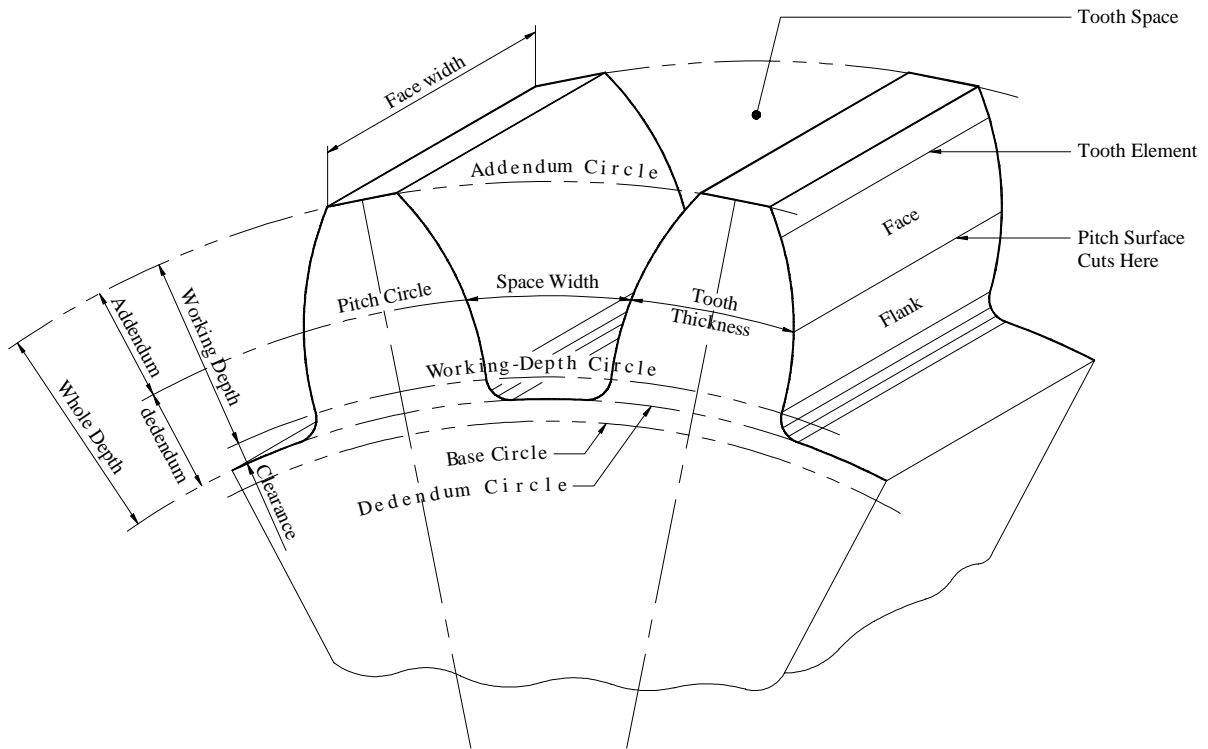 Tooth Space
Face width
Tooth Element
Addendum Circle
Face
Pitch Surface
Cuts Here
Space Width
Pitch Circle
Tooth
Thickness
Flank
Addendum
Working Depth
Working-Depth Circle
Whole Depth
dedendum
Base Circle
Clearance
Dedendum Circle